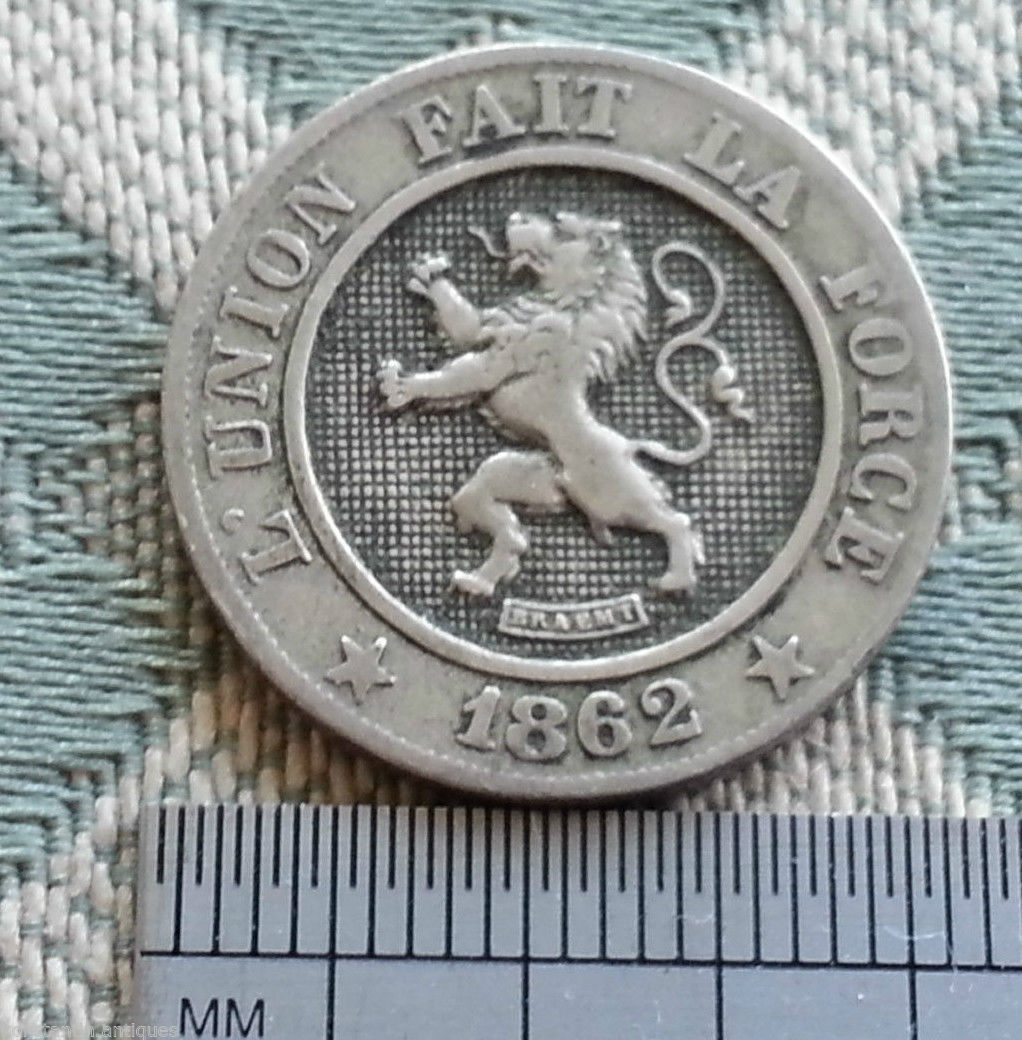 L'UNION FAIT LA FORCE
BRAEMT
1862
MM